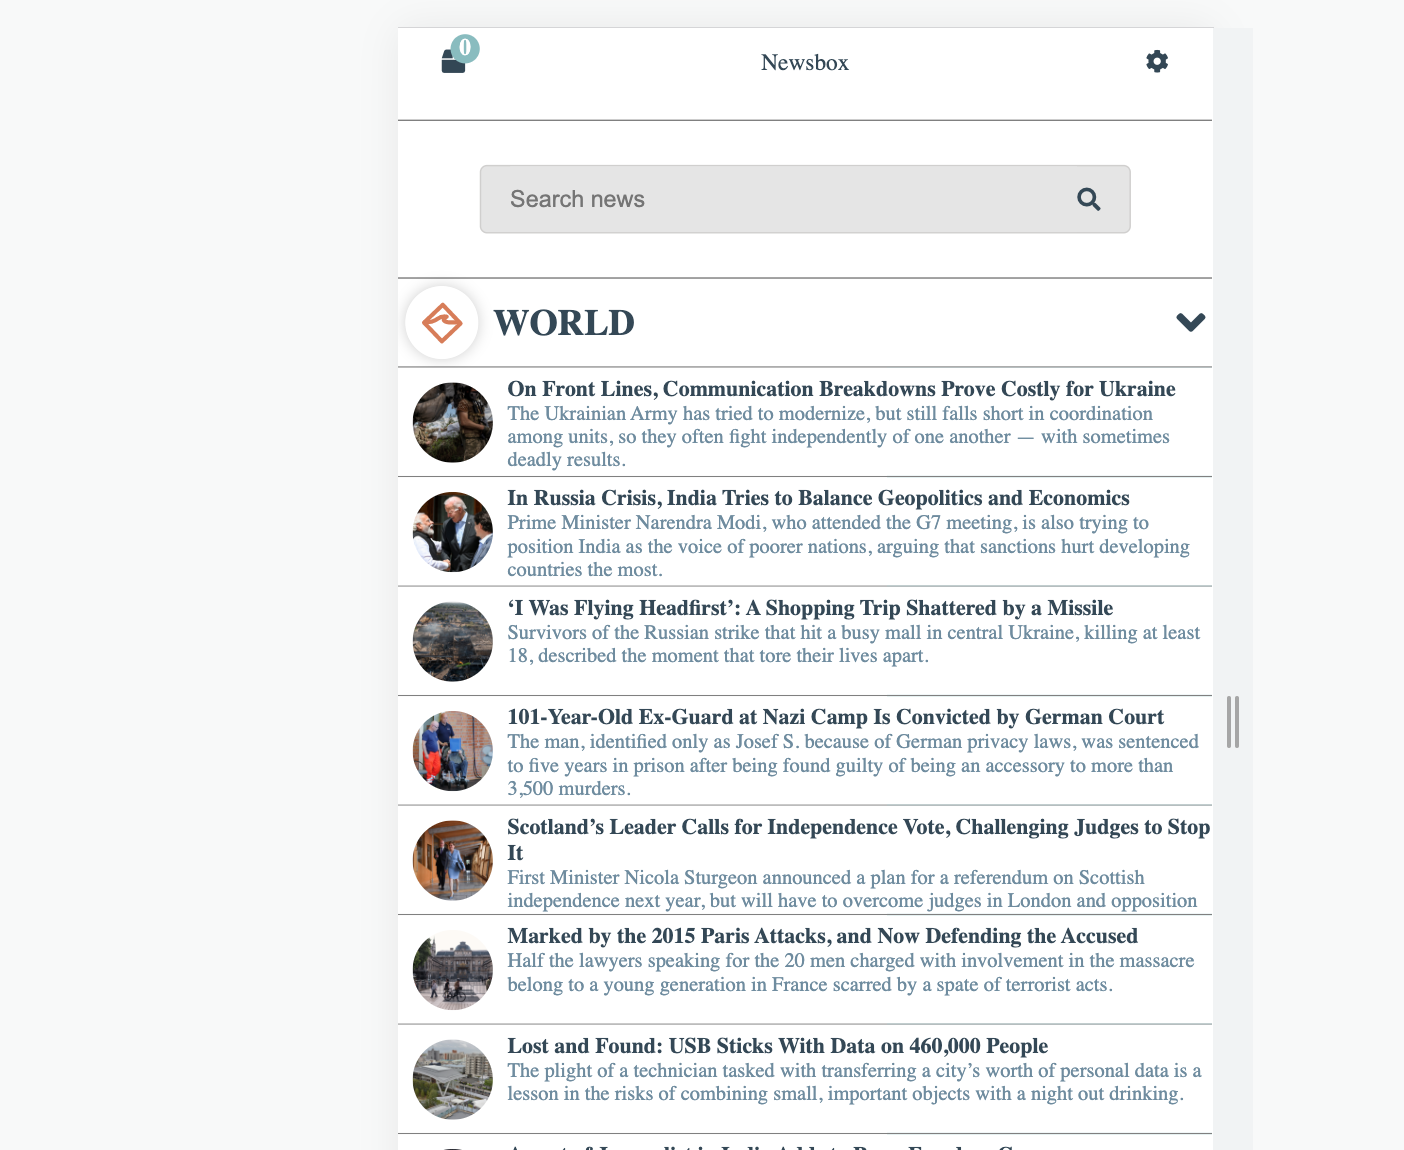 0
Newsbox
Search news
WORLD
On Front Lines, Communication Breakdowns Prove Costly for Ukraine
The Ukrainian Army has tried to modernize, but still falls short in coordination
among units, so they often fight independently of one another — with sometimes
deadly results.
In Russia Crisis, India Tries to Balance Geopolitics and Economics
Prime Minister Narendra Modi, who attended the G7 meeting, is also trying to
position India as the voice of poorer nations, arguing that sanctions hurt developing
countries the most.
‘I Was Flying Headfirst’: A Shopping Trip Shattered by a Missile
Survivors of the Russian strike that hit a busy mall in central Ukraine, killing at least
18, described the moment that tore their lives apart.
101-Year-Old Ex-Guard at Nazi Camp Is Convicted by German Court
The man, identified only as Josef S. because of German privacy laws, was sentenced
to five years in prison after being found guilty of being an accessory to more than
3,500 murders.
Scotland’s Leader Calls for Independence Vote, Challenging Judges to Stop
It
First Minister Nicola Sturgeon announced a plan for a referendum on Scottish
independence next year, but will have to overcome judges in London and opposition
Marked by the 2015 Paris Attacks, and Now Defending the Accused
Half the lawyers speaking for the 20 men charged with involvement in the massacre
belong to a young generation in France scarred by a spate of terrorist acts.
Lost and Found: USB Sticks With Data on 460,000 People
The plight of a technician tasked with transferring a city’s worth of personal data is a
lesson in the risks of combining small, important objects with a night out drinking.